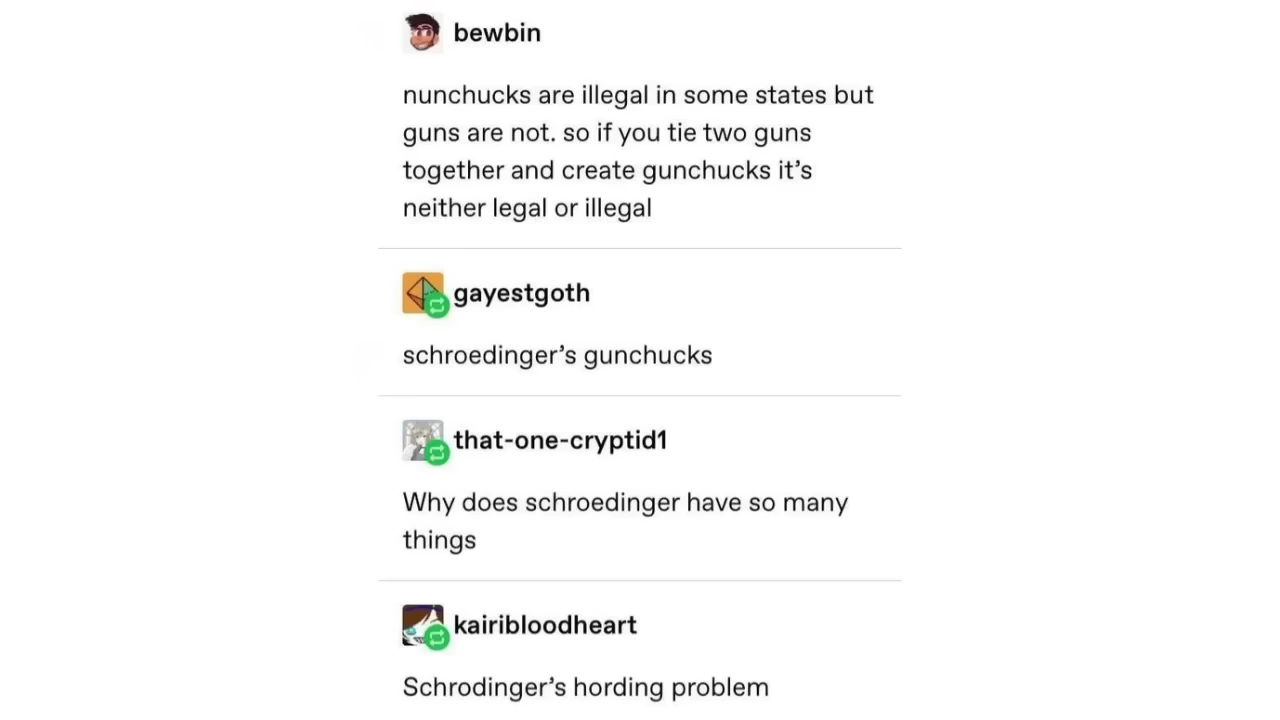 bewbin
nunchucks are illegal in some states but
guns are not. so if you tie two guns
together and create gunchucks it’s
neither legal or illegal
gayestgoth
schroedinger’s gunchucks
that-one-cryptid1
Why does schroedinger have so many
things
kairibloodheart
Schrodinger’s hording problem